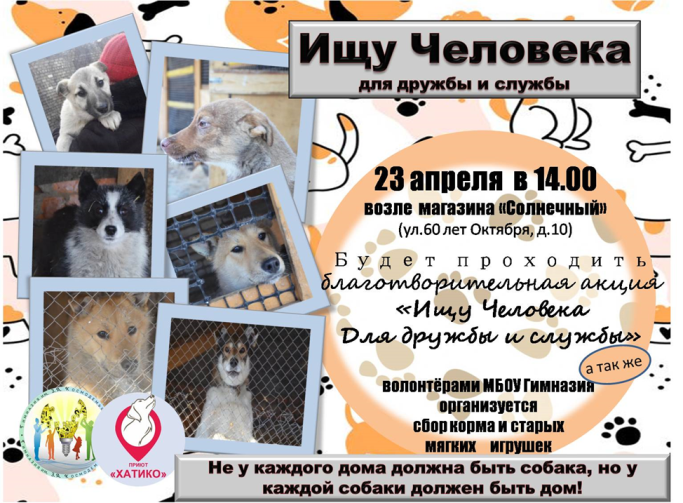 Ищу Человека
для дружбы и службы
23 апреля в 14.00
возле магазина «Солнечный»
(ул.60 лет Октября, д.10)
Будет проходить
благотворительная акция
«Ищу Человека
Для дружбы и службы»
а так же
волонтёрами МБОУ Гимназия
организуется
сбор корма и старых
мягких игрушек
ПРИЮТ
«ХАТИКО»
Не у каждого дома должна быть собака, но у
каждой собаки должен быть дом!